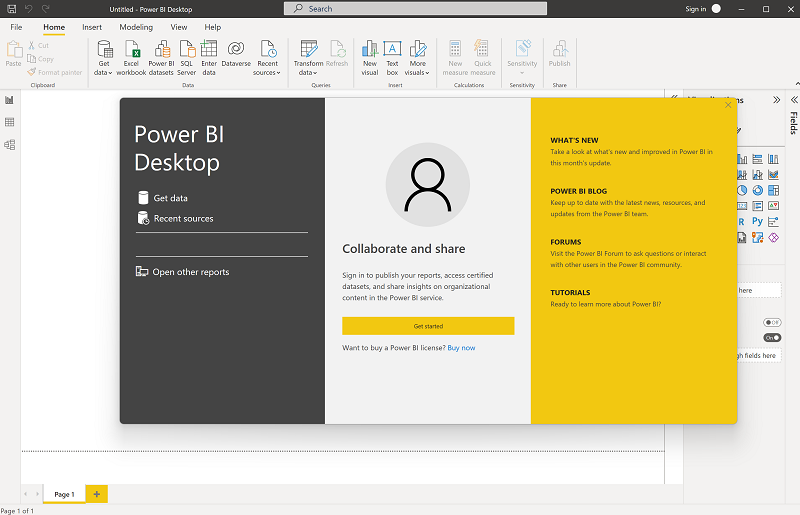 Untitled - Power BI Desktop
Search
Sign in
File Home Insert Modeling View Help
Paste
Cut
Copy
Format painter
Get data
Excel workbook
Power BI datasets
SQL Server
Enter data
Dataverse
Recent sources
Transform data
Refresh
New visual
Text box
More visuals
New measure
Quick measure
Sensitivity
Publish
Clipboard
Data
Queries
Insert
Calculations
Sensitivity
Share
Power BI
Desktop
Get data
Recent sources
Open other reports
Collaborate and share
Sign in to publish your reports, access certified
datasets, and share insights on organizational
content in the Power BI service.
Get started
Want to buy a Power BI license? Buy now
WHAT'S NEW
Take a look at what's new and improved in Power BI in
this month's update.
POWER BI BLOG
Keep up to date with the latest news, resources, and
updates from the Power BI team.
FORUMS
Visit the Power BI Forum to ask questions or interact
with other users in the Power BI community.
TUTORIALS
Ready to learn more about Power BI?
Fields
R Py
here
Off
On
fields here
Page 1
Page 1 of 1